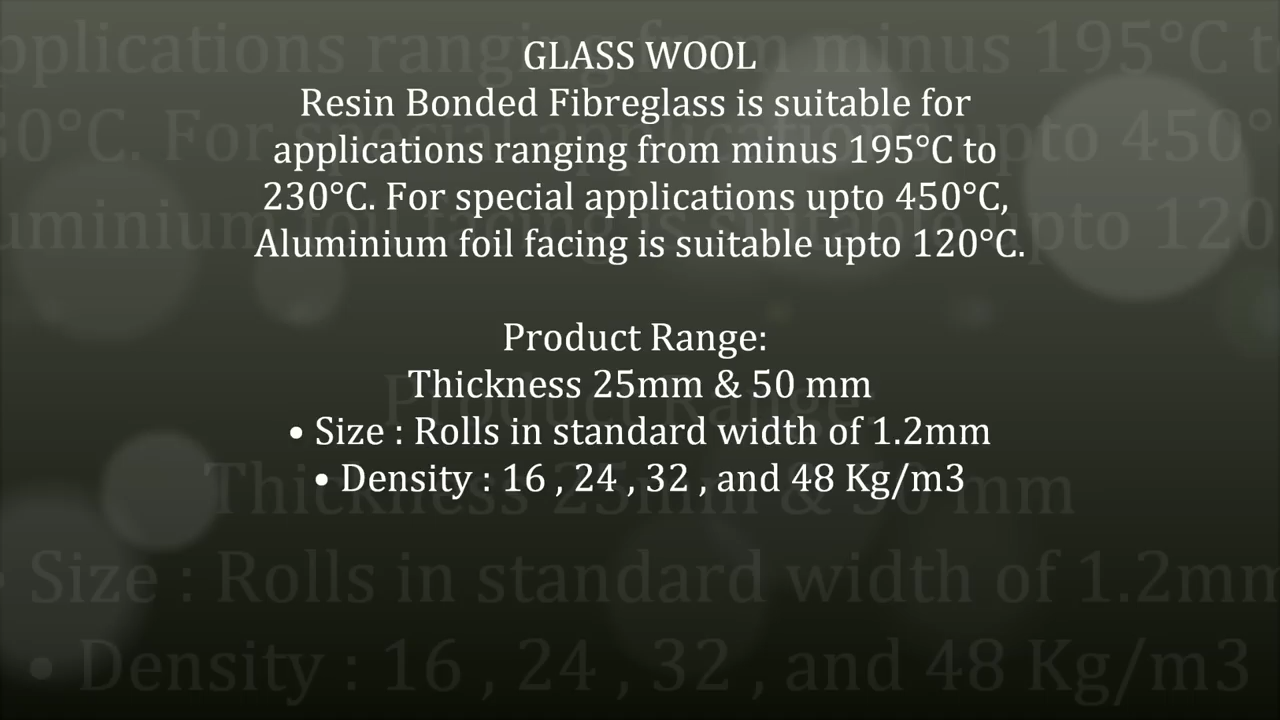 GLASS WOOL
Resin Bonded Fibreglass is suitable for
applications ranging from minus 195°C to
230°C. For special applications upto 450°C,
Aluminium foil facing is suitable upto 120°C.
Product Range:
Thickness 25mm & 50 mm
• Size : Rolls in standard width of 1.2mm
• Density : 16 , 24 , 32 , and 48 Kg/m3